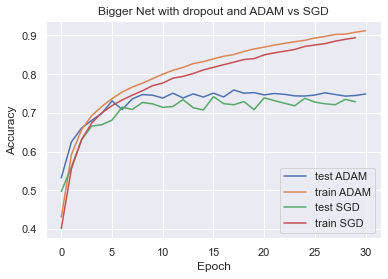 Bigger Net with dropout and ADAM vs SGD
0.9
0.8
0.7
0.6
0.5
0.4
Accuracy
0 5 10 15 20 25 30
Epoch
test ADAM
train ADAM
test SGD
train SGD